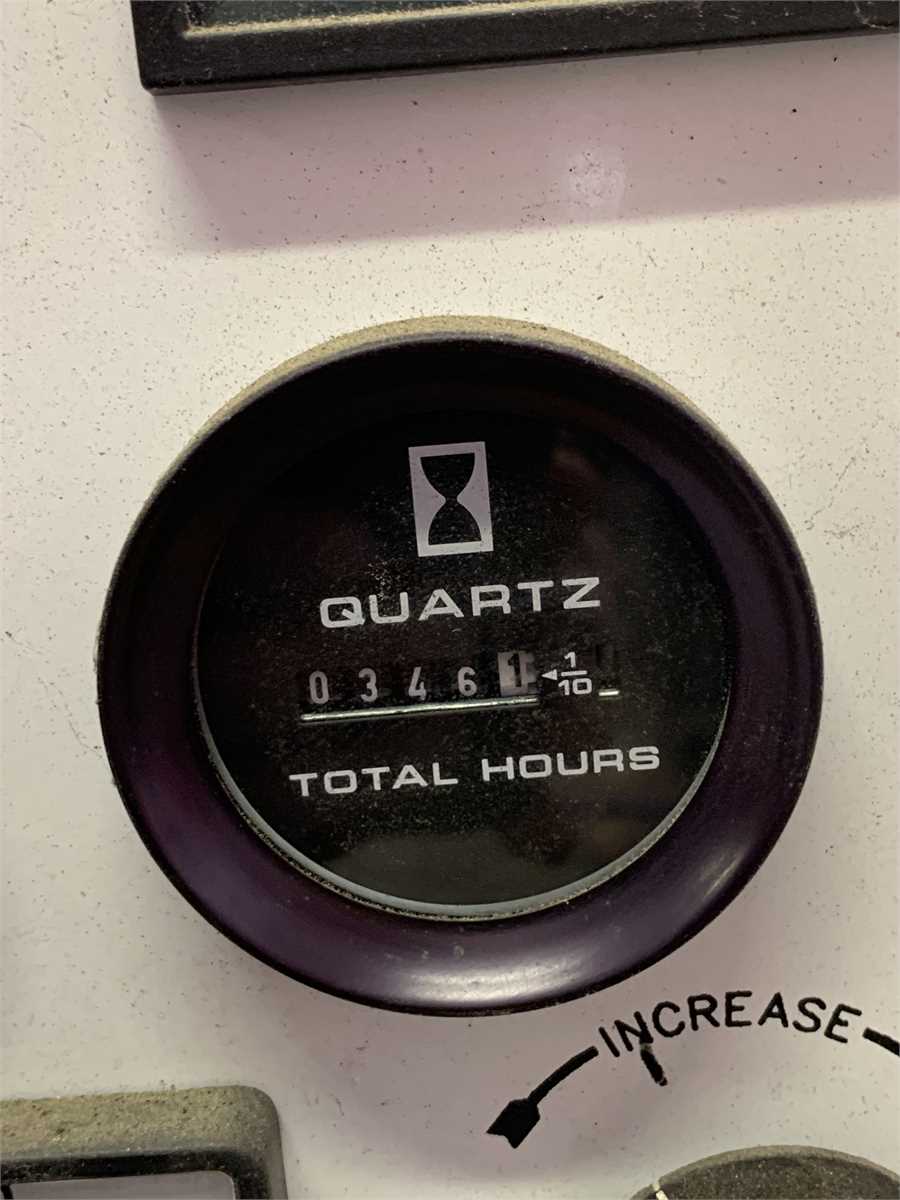 QUARTZ
0 3 4 6 1 ◄ 1/10
TOTAL HOURS
INCREASE